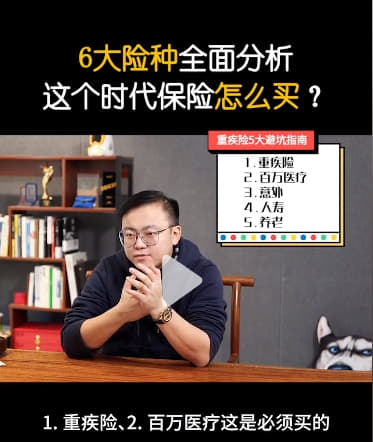 6大险种全面分析
这个时代保险怎么买？
重疾险5大避坑指南
1.重疾险
2.百万医疗
3.意外
4.人寿
5.养老
1. 重疾险、2. 百万医疗这是必须买的